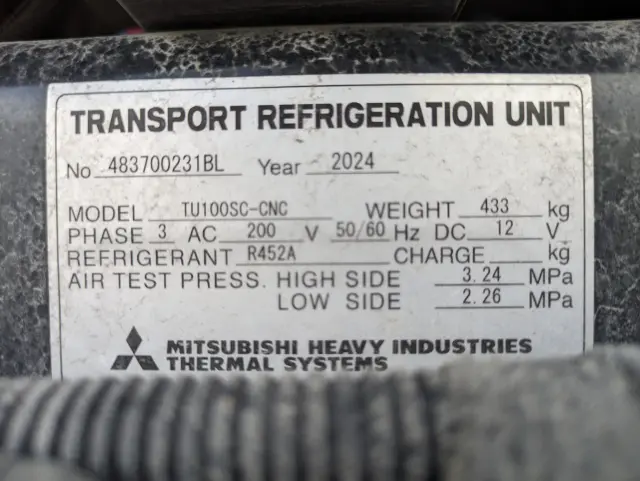 TRANSPORT REFRIGERATION UNIT
No 483700231BL Year 2024
MODEL TU100SC-CNC WEIGHT 433 kg
PHASE 3 AC 200 V 50/60 Hz DC 12 V
REFRIGERANT R452A CHARGE kg
AIR TEST PRESS. HIGH SIDE 3.24 MPa
LOW SIDE 2.26 MPa
MITSUBISHI HEAVY INDUSTRIES
THERMAL SYSTEMS